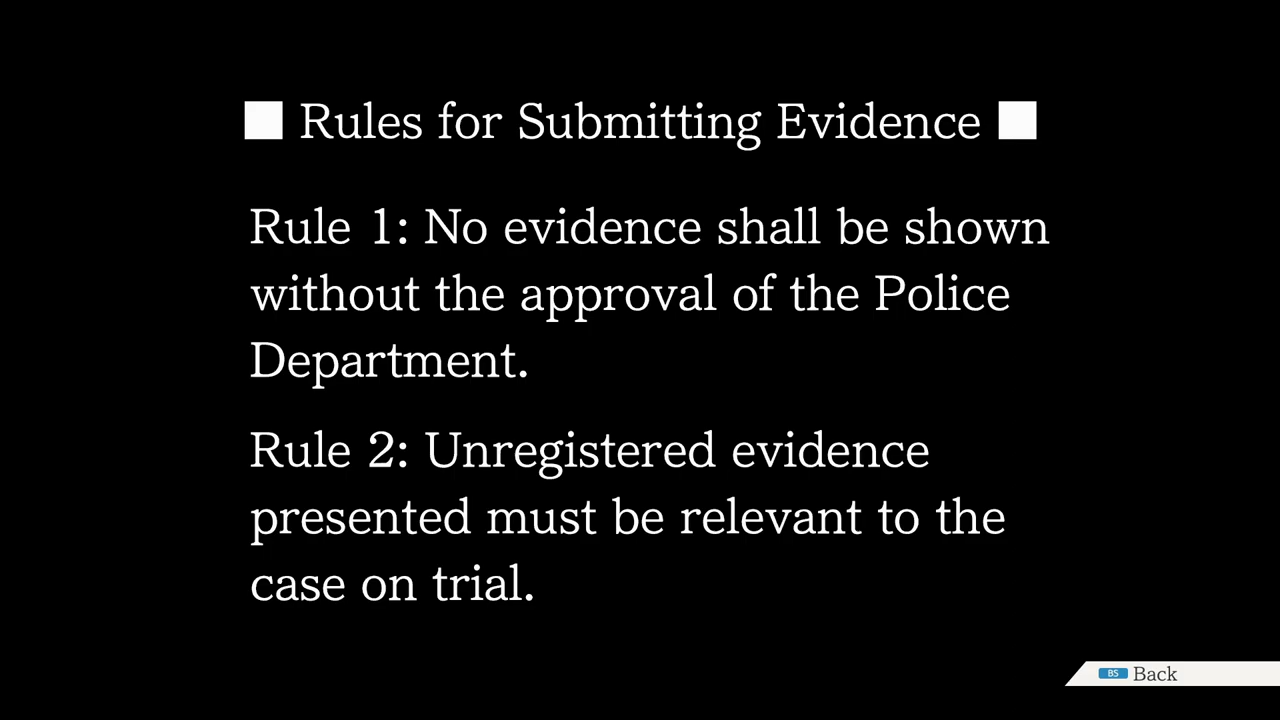 ■ Rules for Submitting Evidence ■
Rule 1: No evidence shall be shown
without the approval of the Police
Department.
Rule 2: Unregistered evidence
presented must be relevant to the
case on trial.
BS Back